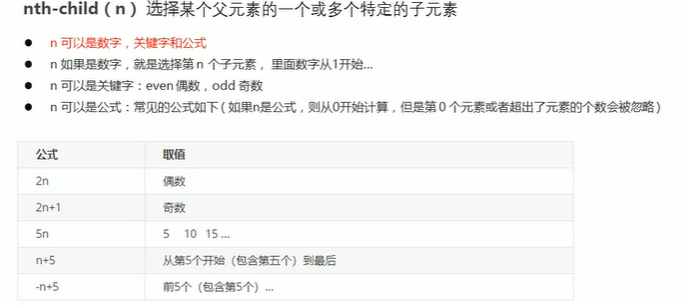 nth-child（n）选择某个父元素的一个或多个特定的子元素
● n 可以是数字，关键字和公式
● n 如果是数字，就是选择第 n 个子元素， 里面数字从1开始...
● n 可以是关键字：even 偶数，odd 奇数
● n 可以是公式：常见的公式如下 ( 如果n是公式，则从0开始计算，但是第 0 个元素或者超出了元素的个数会被忽略 )
公式 取值
2n 偶数
2n+1 奇数
5n 5 10 15 ...
n+5 从第5个开始（包含第五个）到最后
-n+5 前5个（包含第5个）...